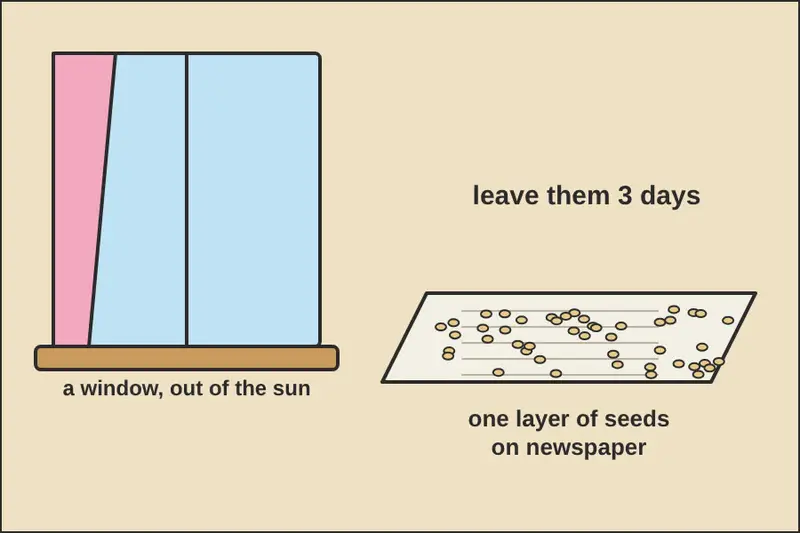 leave them 3 days
a window, out of the sun
one layer of seeds
on newspaper